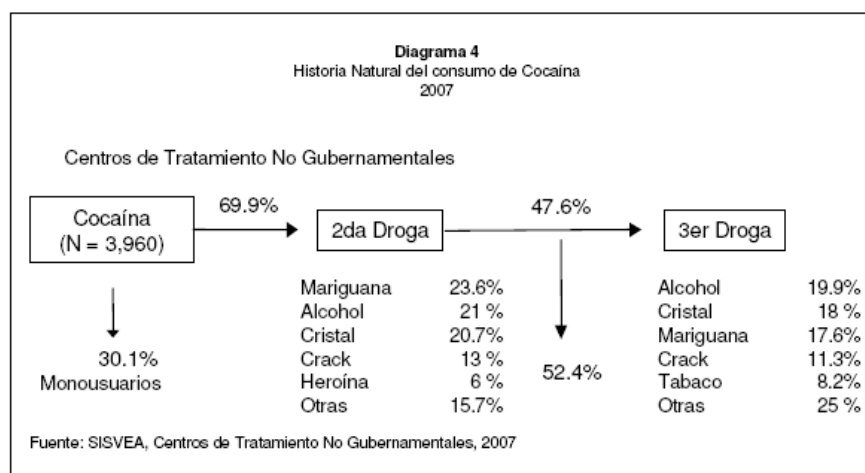 Diagrama 4
Historia Natural del consumo de Cocaína
2007
Centros de Tratamiento No Gubernamentales
Cocaína
(N = 3,960)
69.9%
2da Droga
47.6%
3er Droga
30.1%
Monousuarios
Mariguana 23.6%
Alcohol 21 %
Cristal 20.7%
Crack 13 %
Heroína 6 %
Otras 15.7%
52.4%
Alcohol 19.9%
Cristal 18 %
Mariguana 17.6%
Crack 11.3%
Tabaco 8.2%
Otras 25 %
Fuente: SISVEA, Centros de Tratamiento No Gubernamentales, 2007